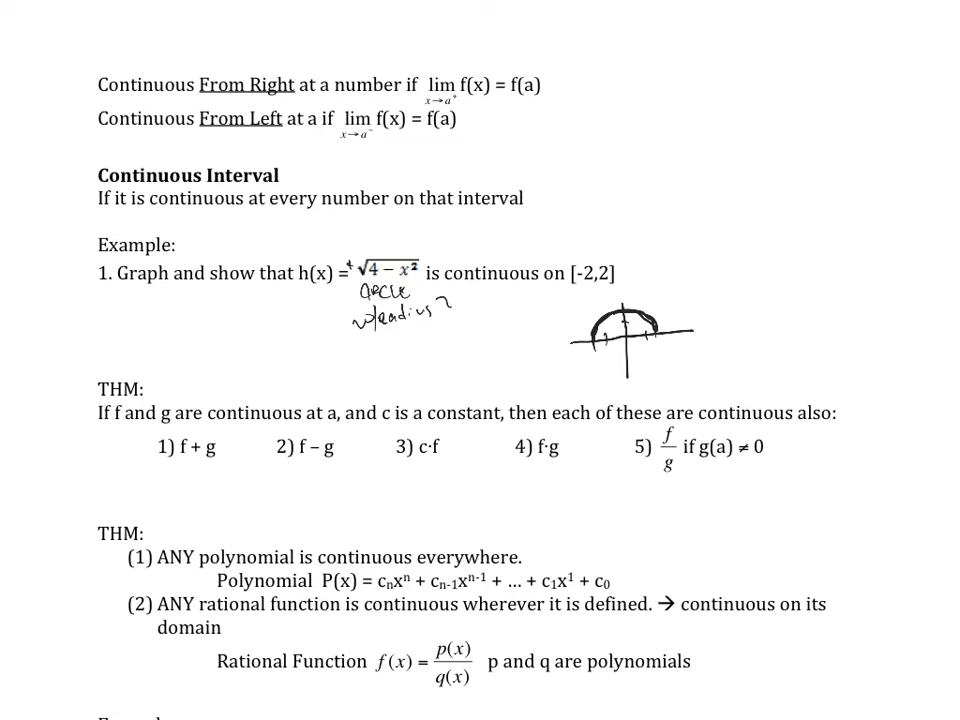 Continuous From Right at a number if lim x→a⁺ f(x) = f(a)
Continuous From Left at a if lim x→a⁻ f(x) = f(a)
Continuous Interval
If it is continuous at every number on that interval
Example:
1. Graph and show that h(x) = ⁺√4 − x² is continuous on [-2,2]
w/radius 2
THM:
If f and g are continuous at a, and c is a constant, then each of these are continuous also:
1) f + g 2) f – g 3) c·f 4) f·g 5) f/g if g(a) ≠ 0
THM:
(1) ANY polynomial is continuous everywhere.
Polynomial P(x) = cₙxⁿ + cₙ₋₁xⁿ⁻¹ + … + c₁x¹ + c₀
(2) ANY rational function is continuous wherever it is defined. → continuous on its
domain
Rational Function f(x) = p(x)/q(x) p and q are polynomials